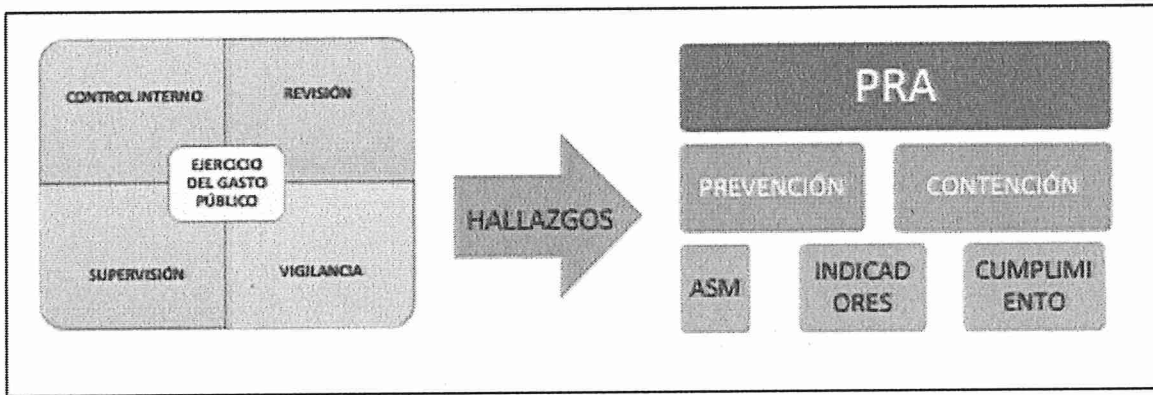 CONTROL INTERNO
REVISIÓN
EJERCICIO
DEL GASTO
PÚBLICO
SUPERVISIÓN
VIGILANCIA
HALLAZGOS
PRA
PREVENCIÓN
CONTENCIÓN
ASM
INDICAD
ORES
CUMPLIMI
ENTO